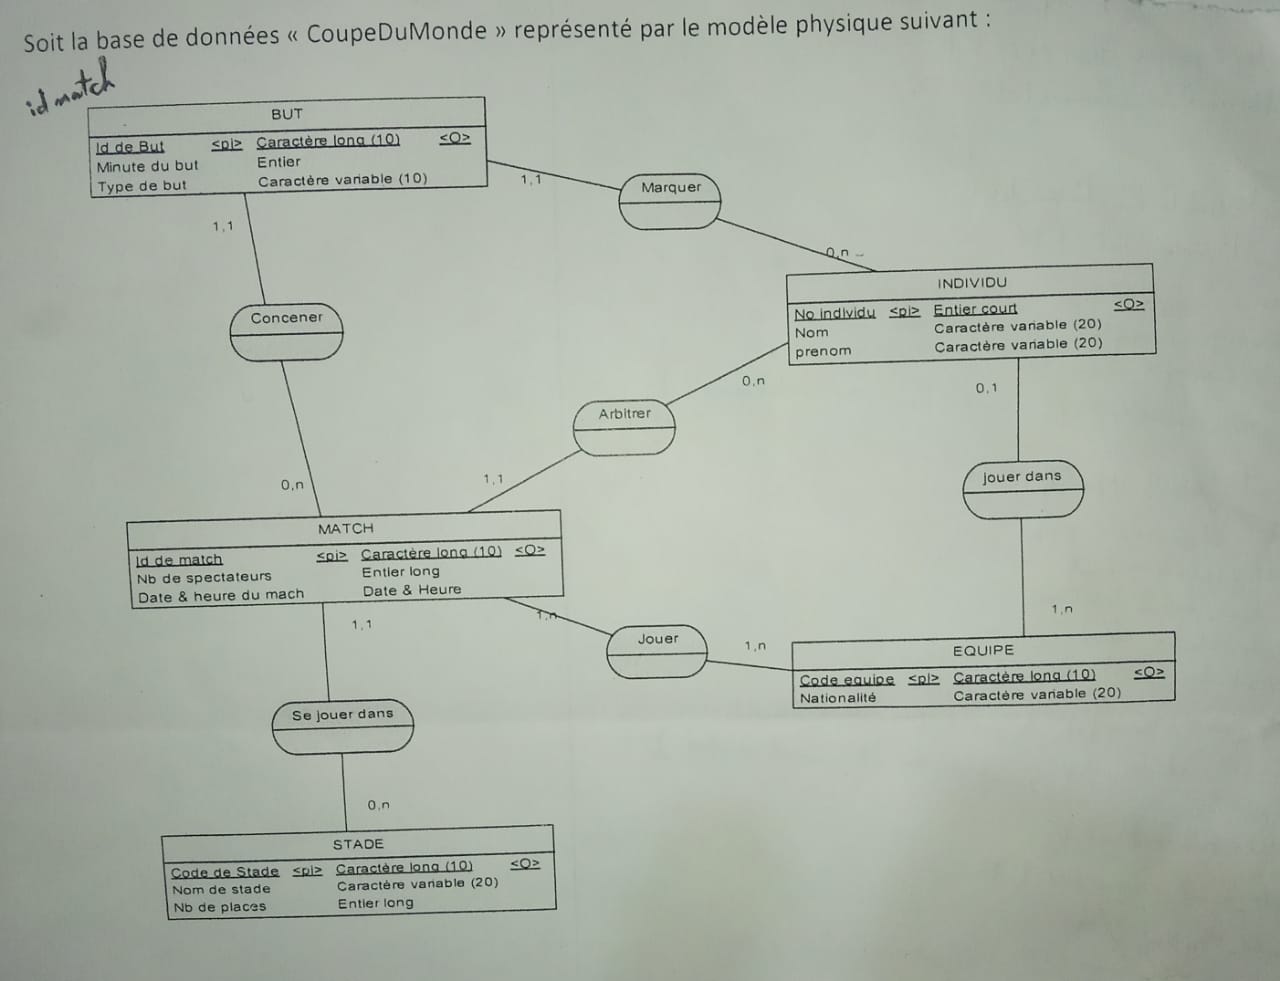 Soit la base de données « CoupeDuMonde » représenté par le modèle physique suivant :
id match
BUT
Id de But <pi> Caractère long (10) <O>
Minute du but Entier
Type de but Caractère variable (10)
1,1
Marquer
0,n
1,1
Concener
0,n
INDIVIDU
No individu <pi> Entier court <O>
Nom Caractère variable (20)
prenom Caractère variable (20)
0,n
Arbitrer
1,1
0,1
jouer dans
1,n
MATCH
Id de match <pi> Caractère long (10) <O>
Nb de spectateurs Entier long
Date & heure du mach Date & Heure
1,1
1,n
Jouer
1,n
EQUIPE
Code equipe <pi> Caractère long (10) <O>
Nationalité Caractère variable (20)
Se jouer dans
0,n
STADE
Code de Stade <pi> Caractère long (10) <O>
Nom de stade Caractère variable (20)
Nb de places Entier long